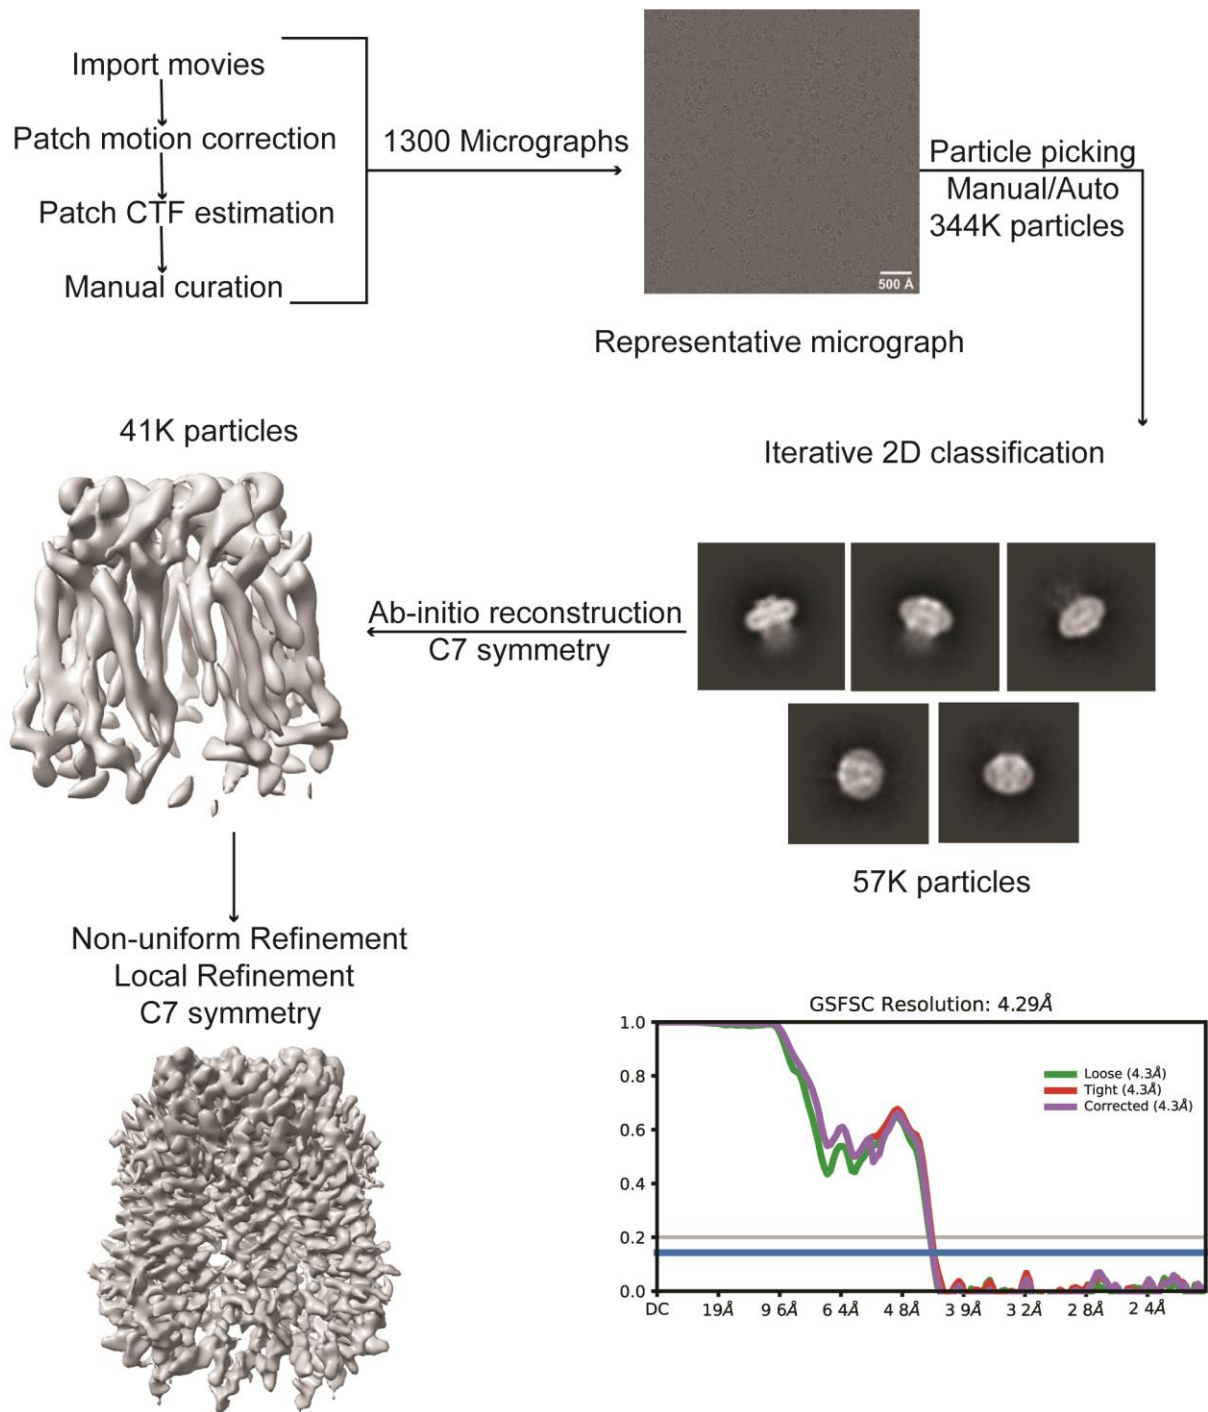 Import movies
Patch motion correction
Patch CTF estimation
Manual curation
1300 Micrographs
500 Å
Representative micrograph
Particle picking
Manual/Auto
344K particles
Iterative 2D classification
57K particles
Ab-initio reconstruction
C7 symmetry
41K particles
Non-uniform Refinement
Local Refinement
C7 symmetry
GSFSC Resolution: 4.29Å
Loose (4.3Å)
Tight (4.3Å)
Corrected (4.3Å)
1.0
0.8
0.6
0.4
0.2
0.0
DC 19Å 9 6Å 6 4Å 4 8Å 3 9Å 3 2Å 2 8Å 2 4Å